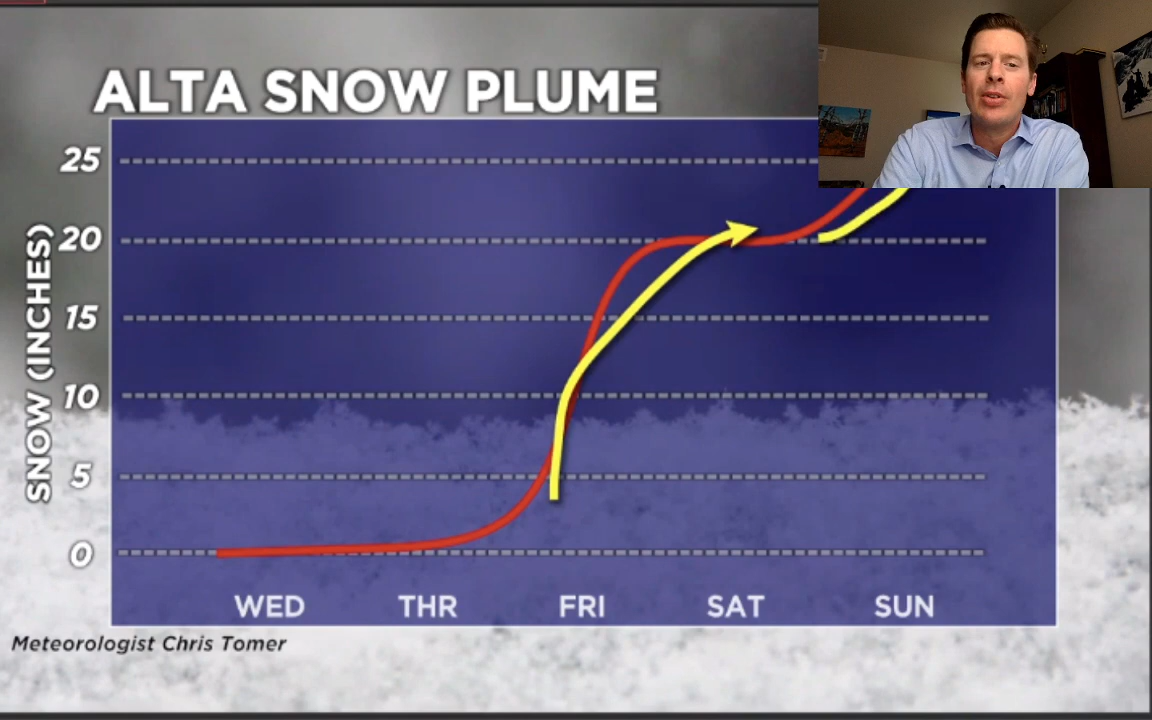 ALTA SNOW PLUME
25
20
15
10
5
0
SNOW (INCHES)
WED THR FRI SAT SUN
Meteorologist Chris Tomer